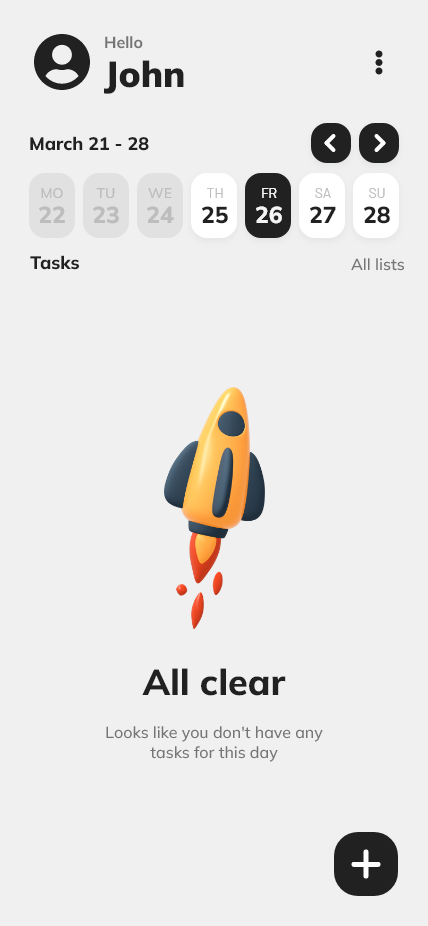 Hello
John
March 21 - 28
MO TU WE TH FR SA SU
22 23 24 25 26 27 28
Tasks All lists
All clear
Looks like you don't have any
tasks for this day